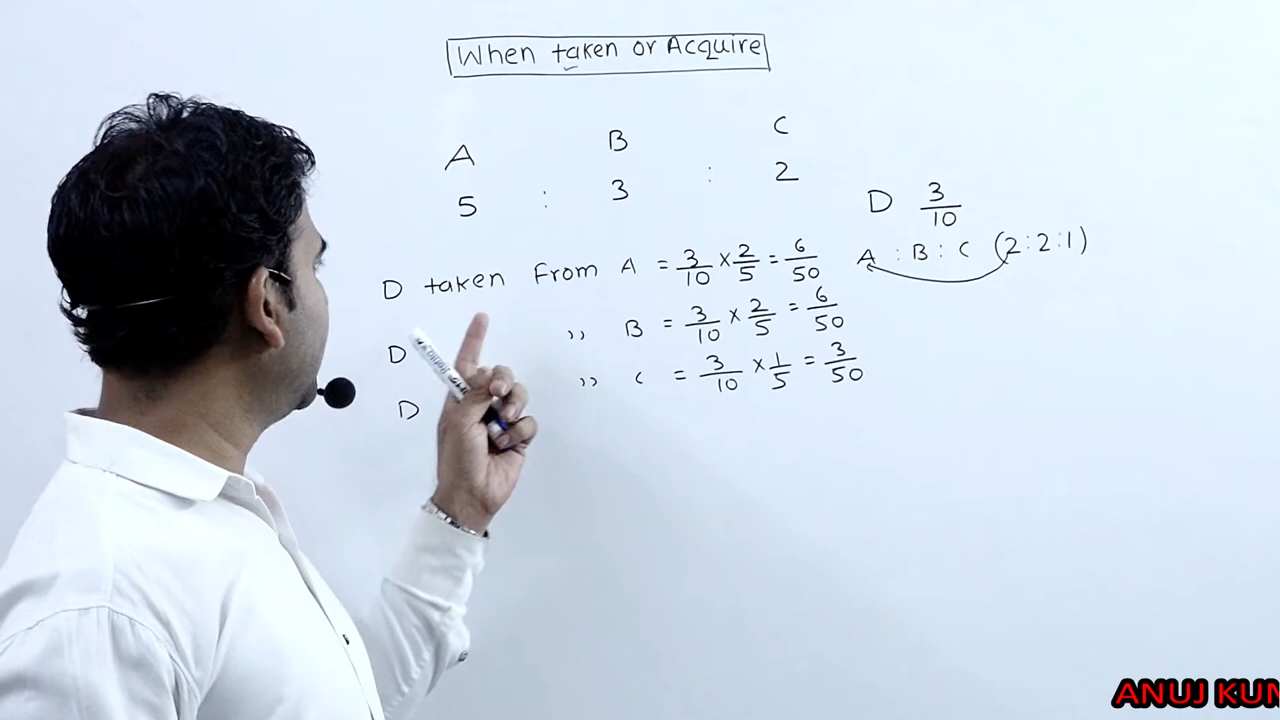 When taken or Acquire
A B C
5 : 3 : 2
D 3/10
A : B : C (2:2:1)
D taken From A = 3/10 × 2/5 = 6/50
D ,, B = 3/10 × 2/5 = 6/50
D ,, C = 3/10 × 1/5 = 3/50
ANUJ KUM